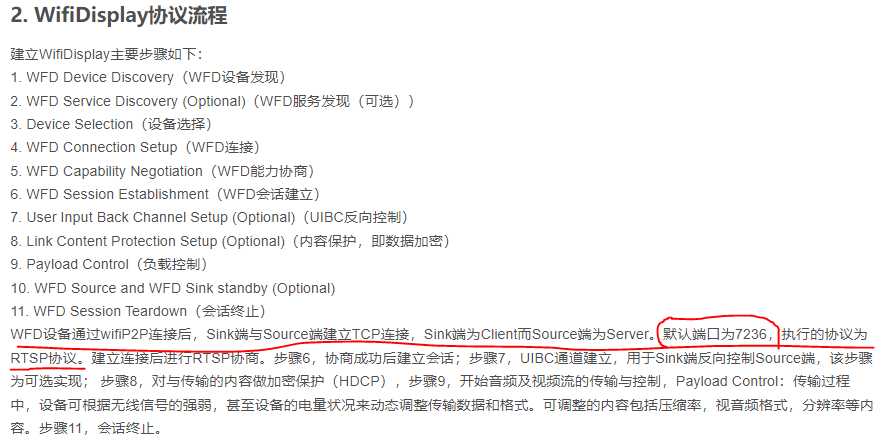 2. WifiDisplay协议流程
建立WifiDisplay主要步骤如下：
1. WFD Device Discovery（WFD设备发现）
2. WFD Service Discovery (Optional)（WFD服务发现（可选））
3. Device Selection（设备选择）
4. WFD Connection Setup（WFD连接）
5. WFD Capability Negotiation（WFD能力协商）
6. WFD Session Establishment（WFD会话建立）
7. User Input Back Channel Setup (Optional)（UIBC反向控制）
8. Link Content Protection Setup (Optional)（内容保护，即数据加密）
9. Payload Control（负载控制）
10. WFD Source and WFD Sink standby (Optional)
11. WFD Session Teardown（会话终止）
WFD设备通过wifiP2P连接后，Sink端与Source端建立TCP连接，Sink端为Client而Source端为Server。默认端口为7236，执行的协议为
RTSP协议。建立连接后进行RTSP协商。步骤6，协商成功后建立会话；步骤7，UIBC通道建立，用于Sink端反向控制Source端，该步骤
为可选实现； 步骤8，对与传输的内容做加密保护（HDCP），步骤9，开始音频及视频流的传输与控制，Payload Control：传输过程
中，设备可根据无线信号的强弱，甚至设备的电量状况来动态调整传输数据和格式。可调整的内容包括压缩率，视音频格式，分辨率等内
容。步骤11，会话终止。